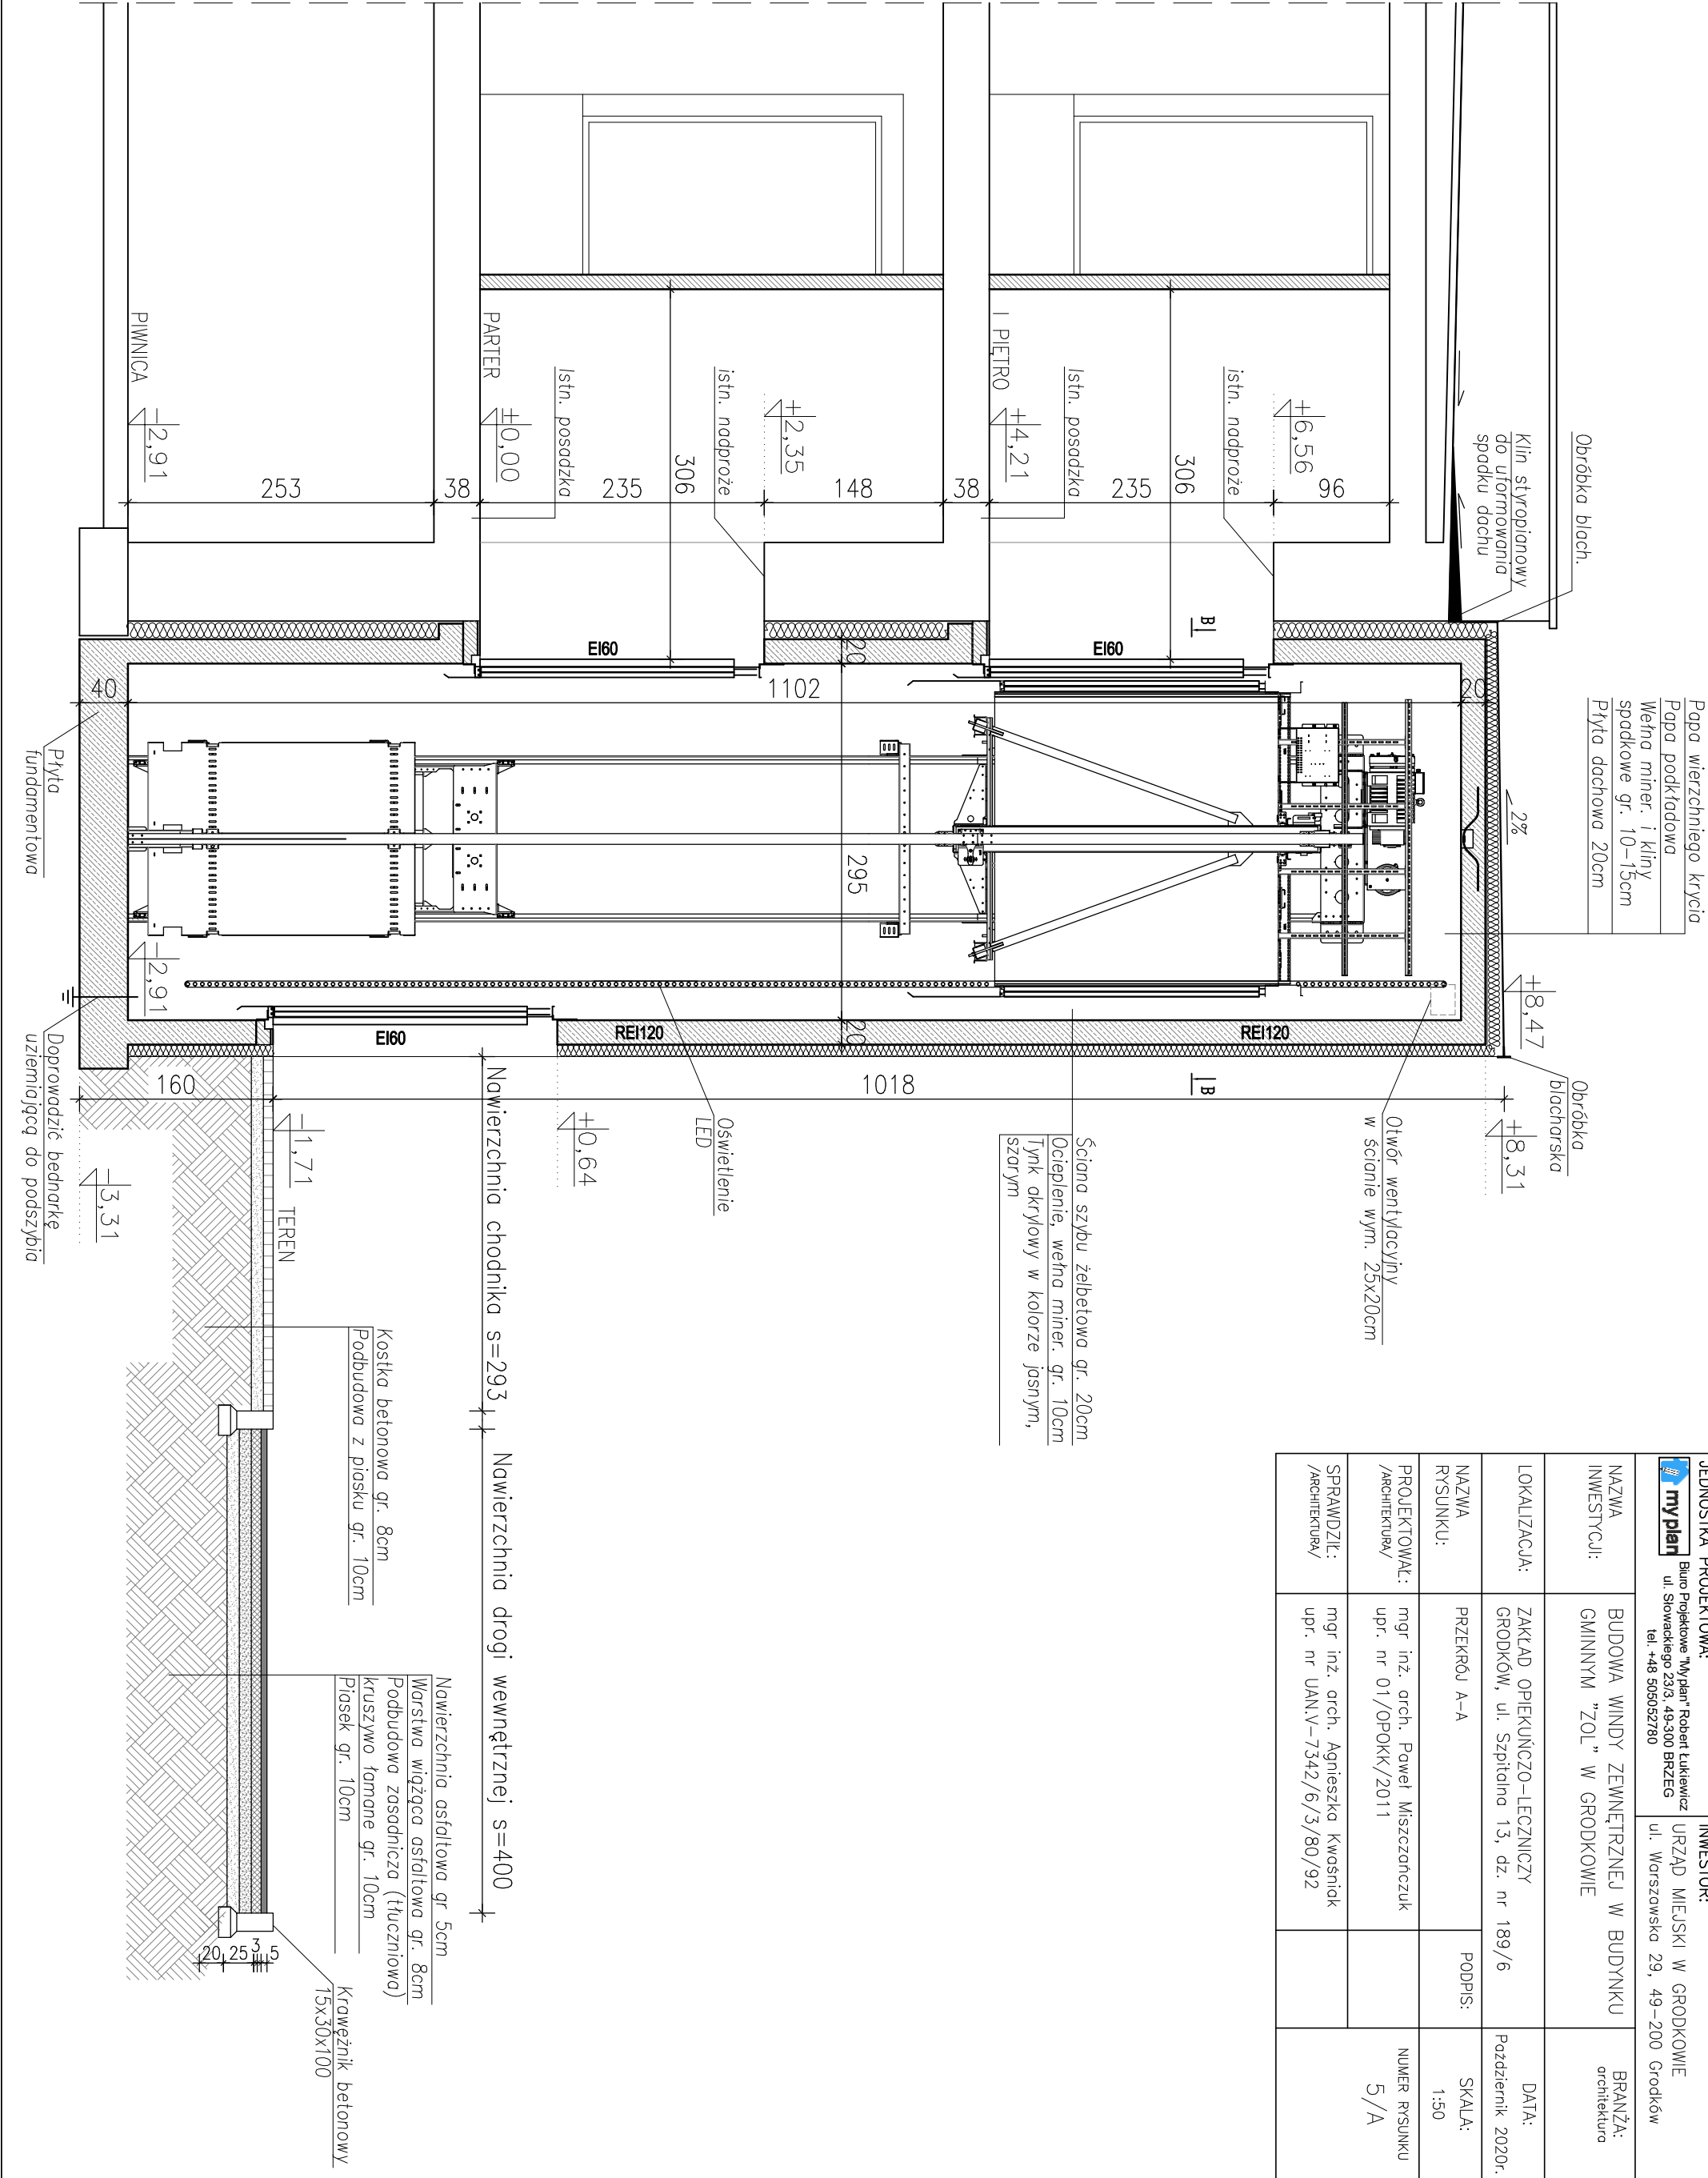 Obróbka blach.
Klin styropianowy
do uformowania
spadku dachu
Papa wierzchniego krycia
Papa podkładowa
Wełna miner. i kliny
spadkowe gr. 10-15cm
Płyta dachowa 20cm
2%
+8,47
Obróbka
blacharska
+8,31
Otwór wentylacyjny
w ścianie wym. 25x20cm
Ściana szybu żelbetowa gr. 20cm
Ocieplenie, wełna miner. gr. 10cm
Tynk akrylowy w kolorze jasnym,
szarym
Oświetlenie
LED
+0,64
+6,56
istn. nadproże
96
235
306
I PIĘTRO
+4,21
Istn. posadzka
38
148
+2,35
istn. nadproże
235
306
PARTER
±0,00
Istn. posadzka
38
253
PIWNICA
-2,91
B
B
EI60
EI60
EI60
REI120
REI120
20
20
20
1102
295
40
-2,91
1018
160
Płyta
fundamentowa
Doprowadzić bednarkę
uziemiającą do podszybia
-1,71
TEREN
-3,31
Nawierzchnia chodnika s=293
Nawierzchnia drogi wewnętrznej s=400
Kostka betonowa gr. 8cm
Podbudowa z piasku gr. 10cm
Nawierzchnia asfaltowa gr 5cm
Warstwa wiążąca asfaltowa gr. 8cm
Podbudowa zasadnicza (tłuczniowa)
kruszywo łamane gr. 10cm
Piasek gr. 10cm
20 25 3 5
Krawężnik betonowy
15x30x100
JEDNOSTKA PROJEKTOWA:
my plan
Biuro Projektowe "My plan" Robert Łukiewicz
ul. Słowackiego 23/3, 49-300 BRZEG
tel. +48 505052780
INWESTOR:
URZĄD MIEJSKI W GRODKOWIE
ul. Warszawska 29, 49-200 Grodków
NAZWA
INWESTYCJI:
BUDOWA WINDY ZEWNĘTRZNEJ W BUDYNKU
GMINNYM "ZOL" W GRODKOWIE
BRANŻA:
architektura
LOKALIZACJA:
ZAKŁAD OPIEKUŃCZO-LECZNICZY
GRODKÓW, ul. Szpitalna 13, dz. nr 189/6
DATA:
Październik 2020r.
NAZWA
RYSUNKU:
PRZEKRÓJ A-A
PODPIS:
SKALA:
1:50
PROJEKTOWAŁ:
/ARCHITEKTURA/
mgr inż. arch. Paweł Miszczańczuk
upr. nr 01/OPOKK/2011
NUMER RYSUNKU
5/A
SPRAWDZIŁ:
/ARCHITEKTURA/
mgr inż. arch. Agnieszka Kwaśniak
upr. nr UAN.V-7342/6/3/80/92